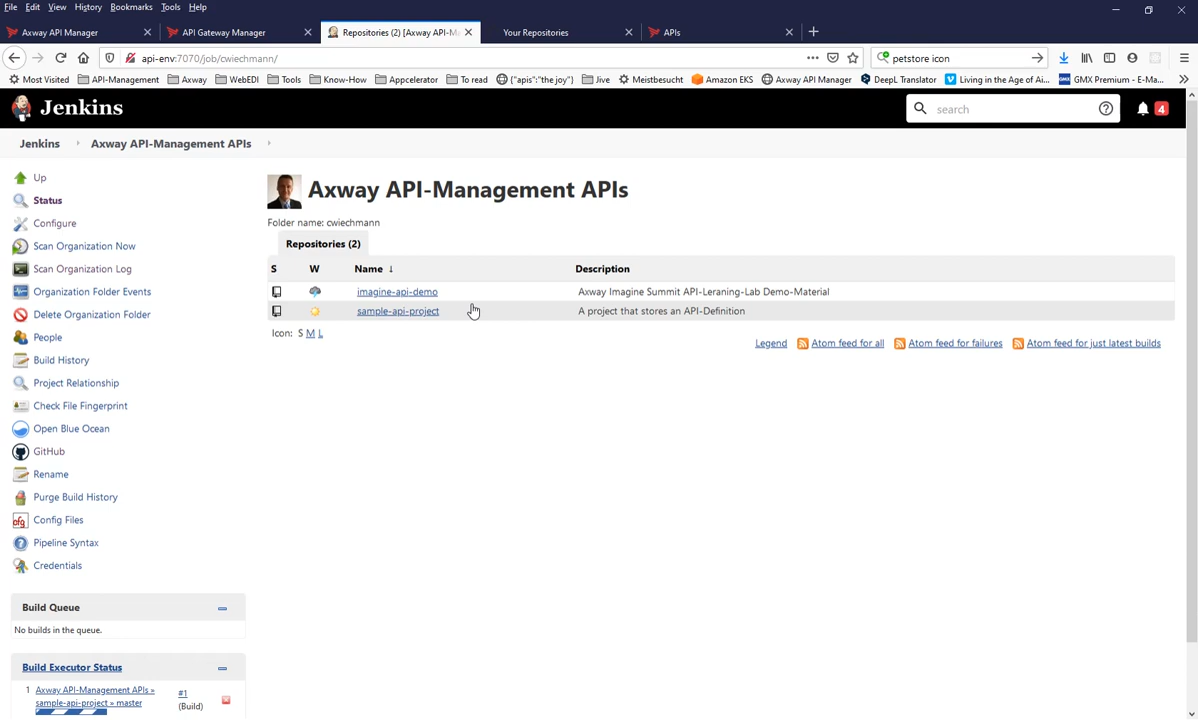 File Edit View History Bookmarks Tools Help
Axway API Manager
API Gateway Manager
Repositories (2) [Axway API-M
Your Repositories
APIs
api-env:7070/job/cwiechmann/
petstore icon
Most Visited API-Management Axway WebEDI Tools Know-How Appcelerator To read {"apis":"the joy"} Jive Meistbesucht Amazon EKS Axway API Manager DeepL Translator Living in the Age of Ai... GMX Premium - E-Ma...
Jenkins
search
4
Jenkins Axway API-Management APIs
Up
Status
Configure
Scan Organization Now
Scan Organization Log
Organization Folder Events
Delete Organization Folder
People
Build History
Project Relationship
Check File Fingerprint
Open Blue Ocean
GitHub
Rename
Purge Build History
Config Files
Pipeline Syntax
Credentials
Build Queue
No builds in the queue.
Build Executor Status
1 Axway API-Management APIs » #1
sample-api-project » master (Build)
Axway API-Management APIs
Folder name: cwiechmann
Repositories (2)
S W Name ↓ Description
imagine-api-demo Axway Imagine Summit API-Leraning-Lab Demo-Material
sample-api-project A project that stores an API-Definition
Icon: S M L
Legend Atom feed for all Atom feed for failures Atom feed for just latest builds